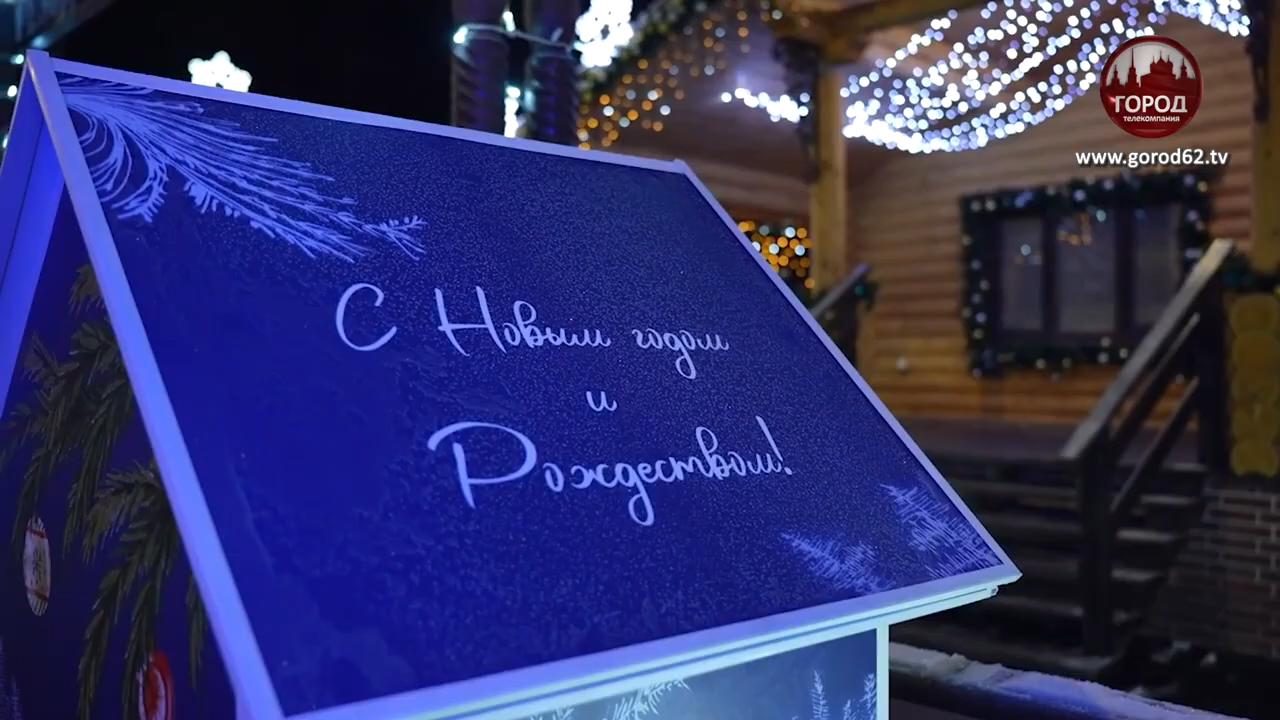 ГОРОД
телекомпания
www.gorod62.tv
С Новым годом
и
Рождеством!